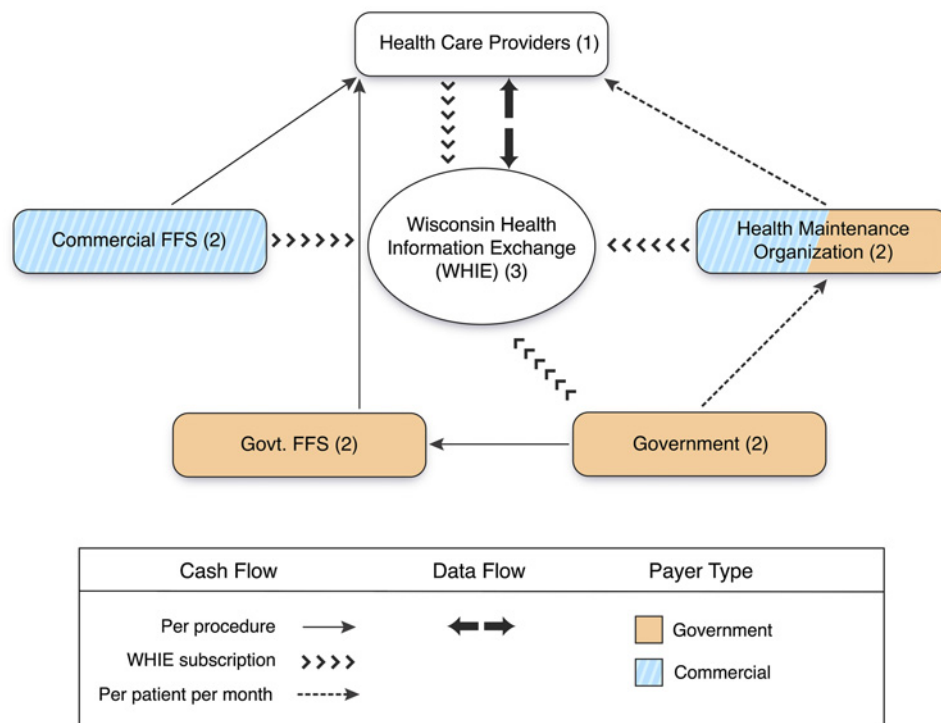 Health Care Providers (1)
Commercial FFS (2)
Wisconsin Health
Information Exchange
(WHIE) (3)
Health Maintenance
Organization (2)
Govt. FFS (2)
Government (2)
Cash Flow
Data Flow
Payer Type
Per procedure
Government
WHIE subscription
Commercial
Per patient per month